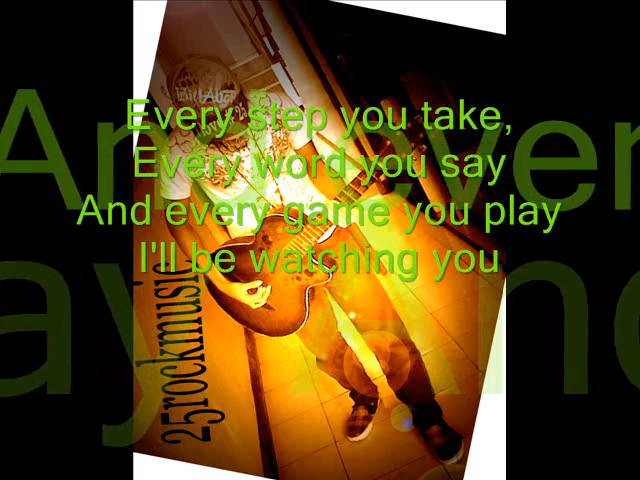 Every step you take,
Every word you say
And every game you play
I'll be watching you
25rockmusic